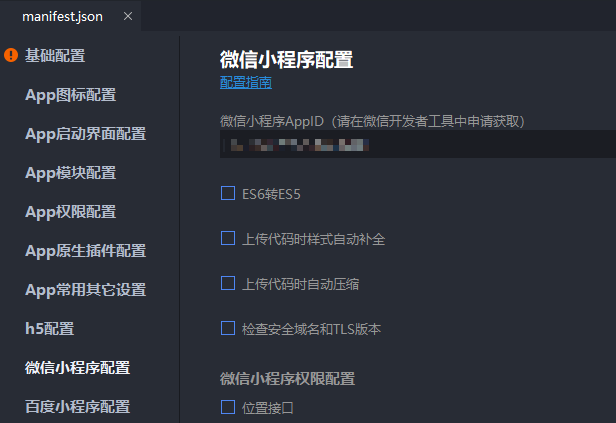 manifest.json
基础配置
App图标配置
App启动界面配置
App模块配置
App权限配置
App原生插件配置
App常用其它设置
h5配置
微信小程序配置
百度小程序配置
微信小程序配置
配置指南
微信小程序AppID（请在微信开发者工具中申请获取）
ES6转ES5
上传代码时样式自动补全
上传代码时自动压缩
检查安全域名和TLS版本
微信小程序权限配置
位置接口